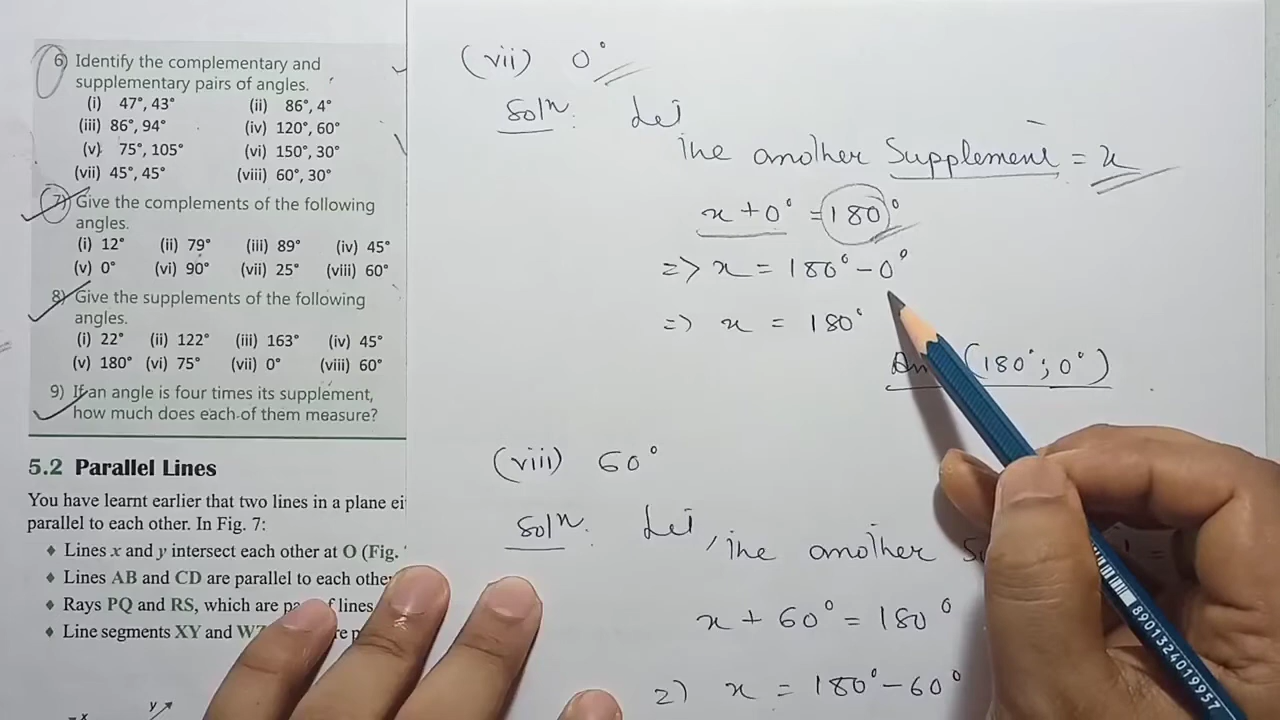 6) Identify the complementary and
supplementary pairs of angles.
(i) 47°, 43° (ii) 86°, 4°
(iii) 86°, 94° (iv) 120°, 60°
(v) 75°, 105° (vi) 150°, 30°
(vii) 45°, 45° (viii) 60°, 30°
7) Give the complements of the following
angles.
(i) 12° (ii) 79° (iii) 89° (iv) 45°
(v) 0° (vi) 90° (vii) 25° (viii) 60°
8) Give the supplements of the following
angles.
(i) 22° (ii) 122° (iii) 163° (iv) 45°
(v) 180° (vi) 75° (vii) 0° (viii) 60°
9) If an angle is four times its supplement,
how much does each of them measure?
5.2 Parallel Lines
You have learnt earlier that two lines in a plane
parallel to each other. In Fig. 7:
♦ Lines x and y intersect each other at O (Fig.
♦ Lines AB and CD are parallel to each
♦ Rays PQ and RS, which are of lines
♦ Line segments XY and
x
y
(vii) 0°
Solⁿ: Let
The another Supplement = x
x + 0° = 180°
=> x = 180° - 0°
=> x = 180°
(180°; 0°)
(viii) 60°
Solⁿ: Let, the another
x + 60° = 180°
x = 180° - 60°
8901324019957